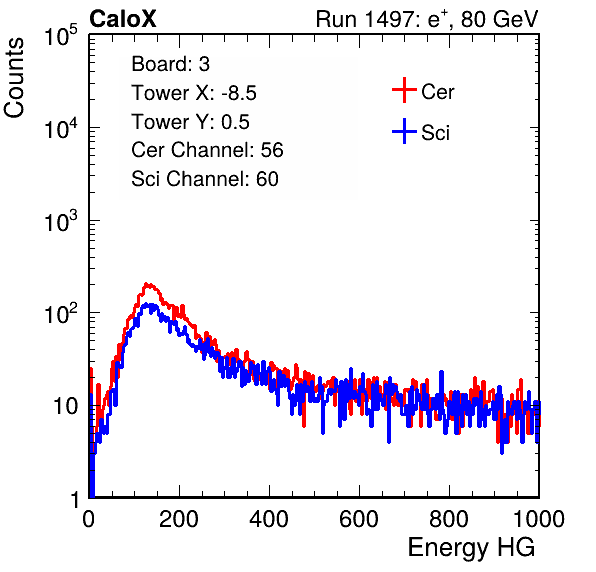 CaloX Run 1497: e⁺, 80 GeV
Counts
10⁵
10⁴
10³
10²
10
1
Board: 3
Tower X: -8.5
Tower Y: 0.5
Cer Channel: 56
Sci Channel: 60
Cer
Sci
0 200 400 600 800 1000
Energy HG